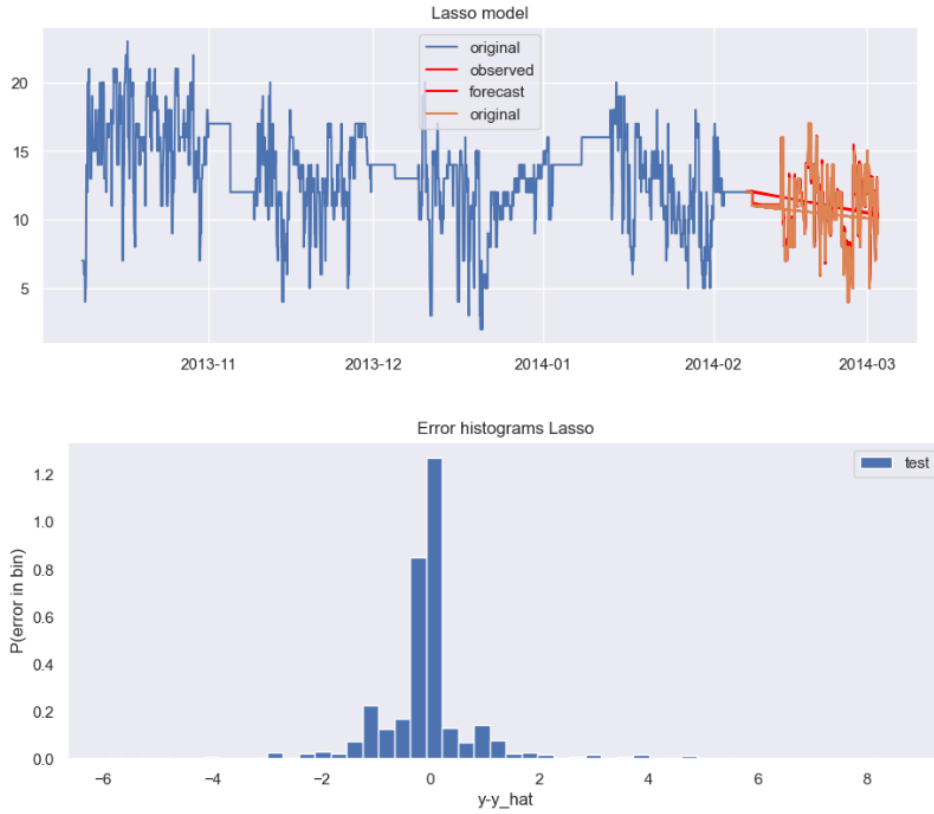 Lasso model
original
observed
forecast
original
20
15
10
5
2013-11 2013-12 2014-01 2014-02 2014-03
Error histograms Lasso
test
1.2
1.0
0.8
0.6
0.4
0.2
0.0
P(error in bin)
−6 −4 −2 0 2 4 6 8
y-y_hat